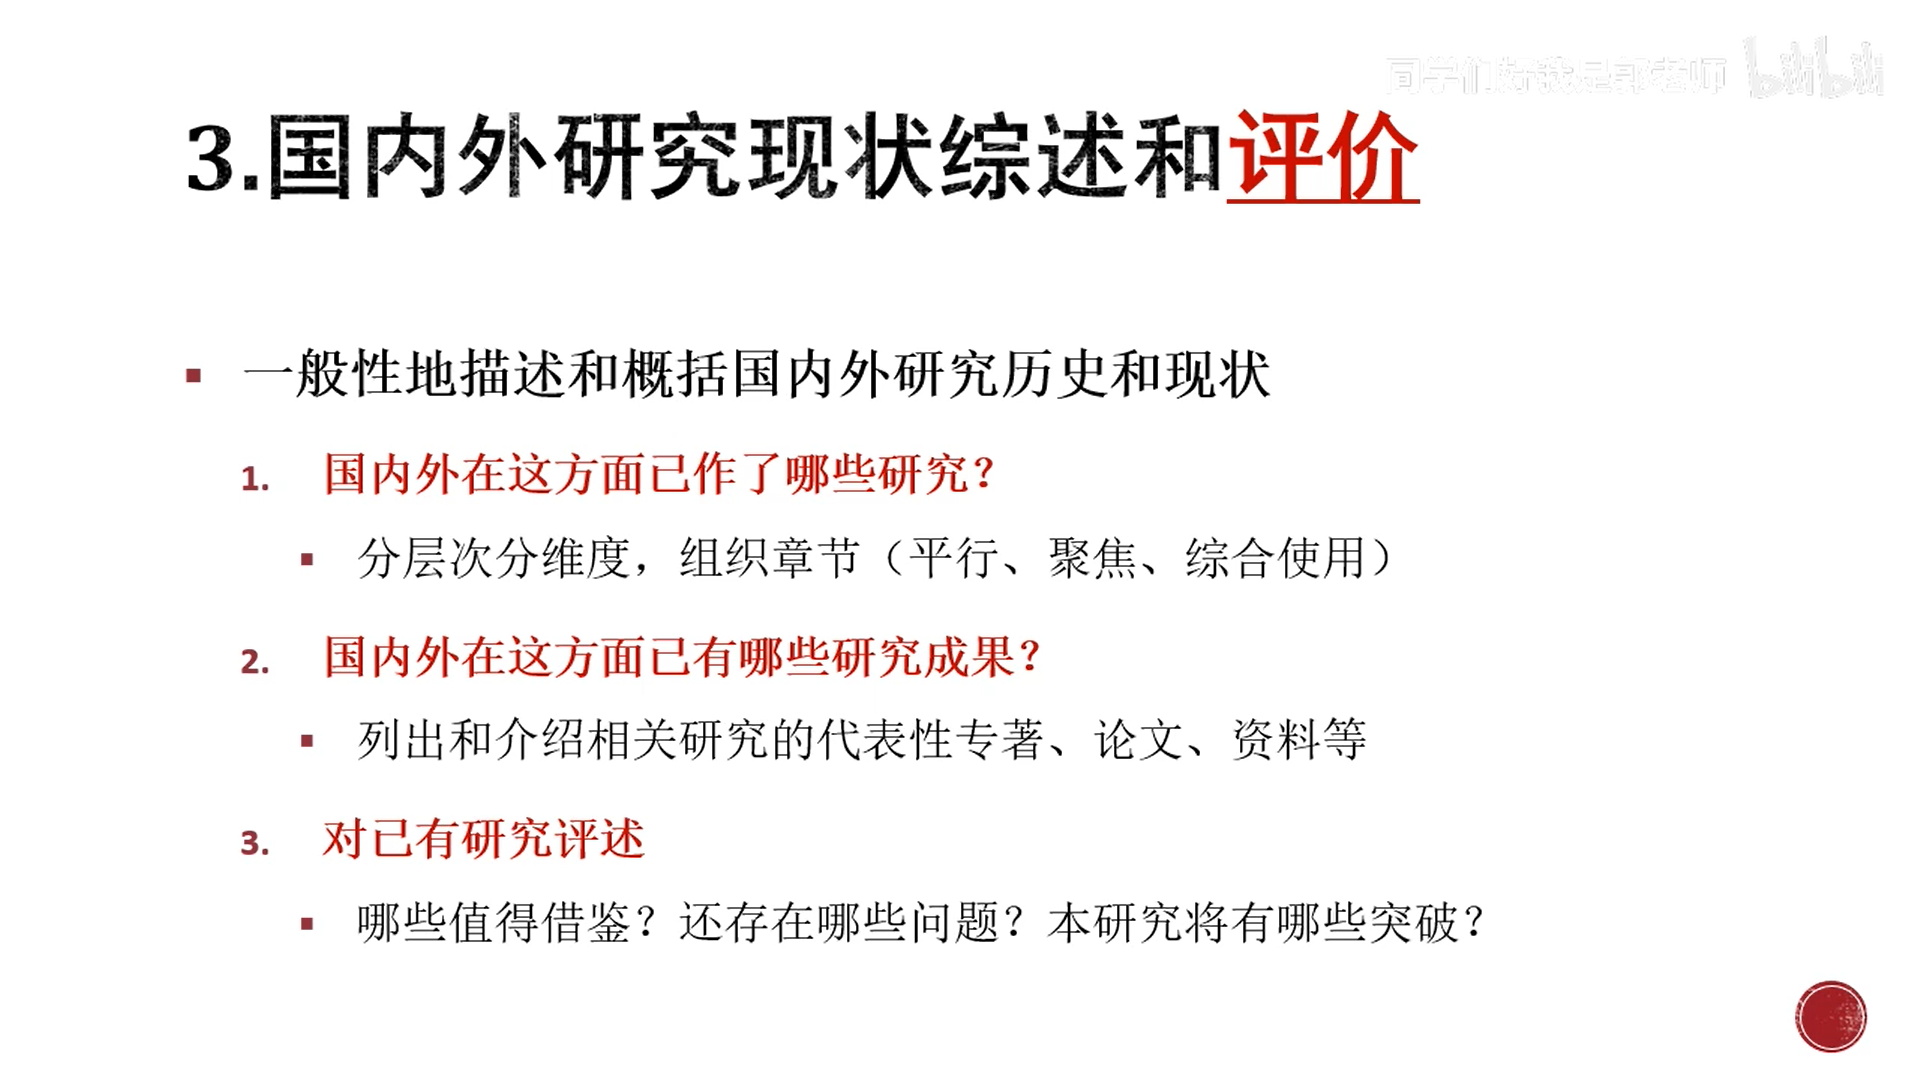 同学们好我是郭老师 bilibili
3.国内外研究现状综述和评价
▪ 一般性地描述和概括国内外研究历史和现状
1. 国内外在这方面已作了哪些研究？
▪ 分层次分维度，组织章节（平行、聚焦、综合使用）
2. 国内外在这方面已有哪些研究成果？
▪ 列出和介绍相关研究的代表性专著、论文、资料等
3. 对已有研究评述
▪ 哪些值得借鉴？还存在哪些问题？本研究将有哪些突破？